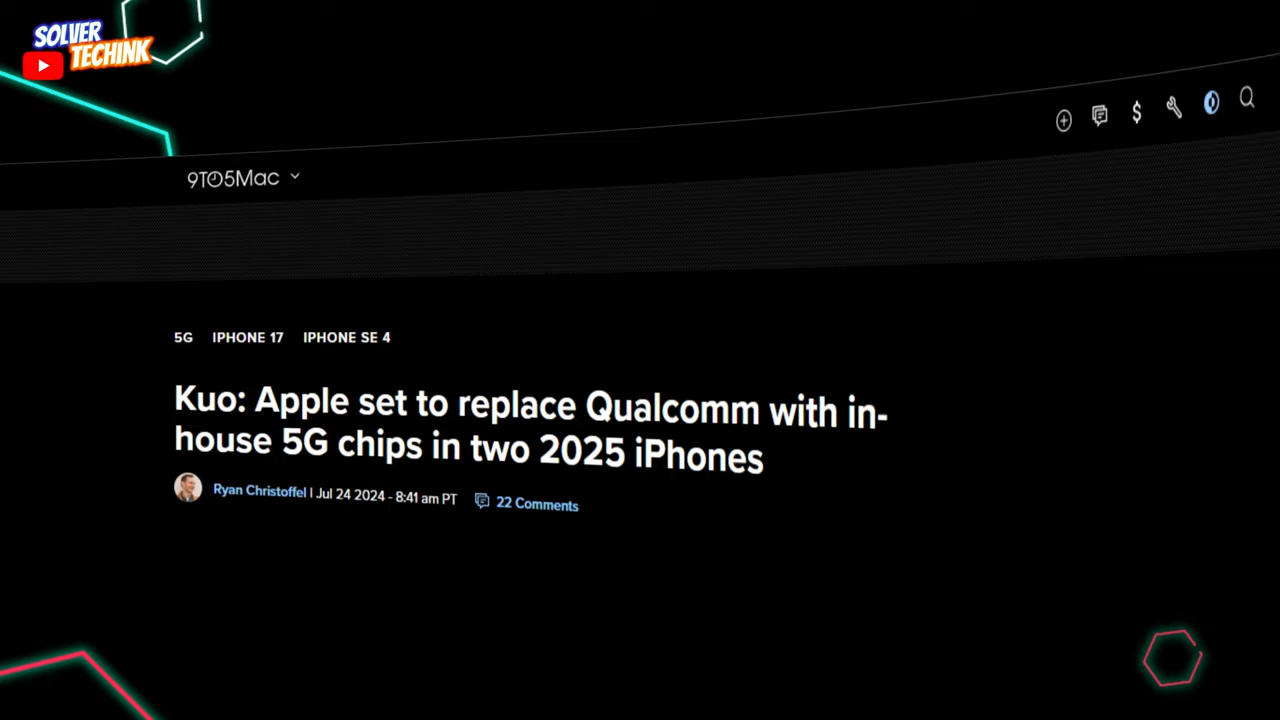 SOLVER
TECHINK
9TO5Mac
5G IPHONE 17 IPHONE SE 4
Kuo: Apple set to replace Qualcomm with in-
house 5G chips in two 2025 iPhones
Ryan Christoffel | Jul 24 2024 - 8:41 am PT 22 Comments